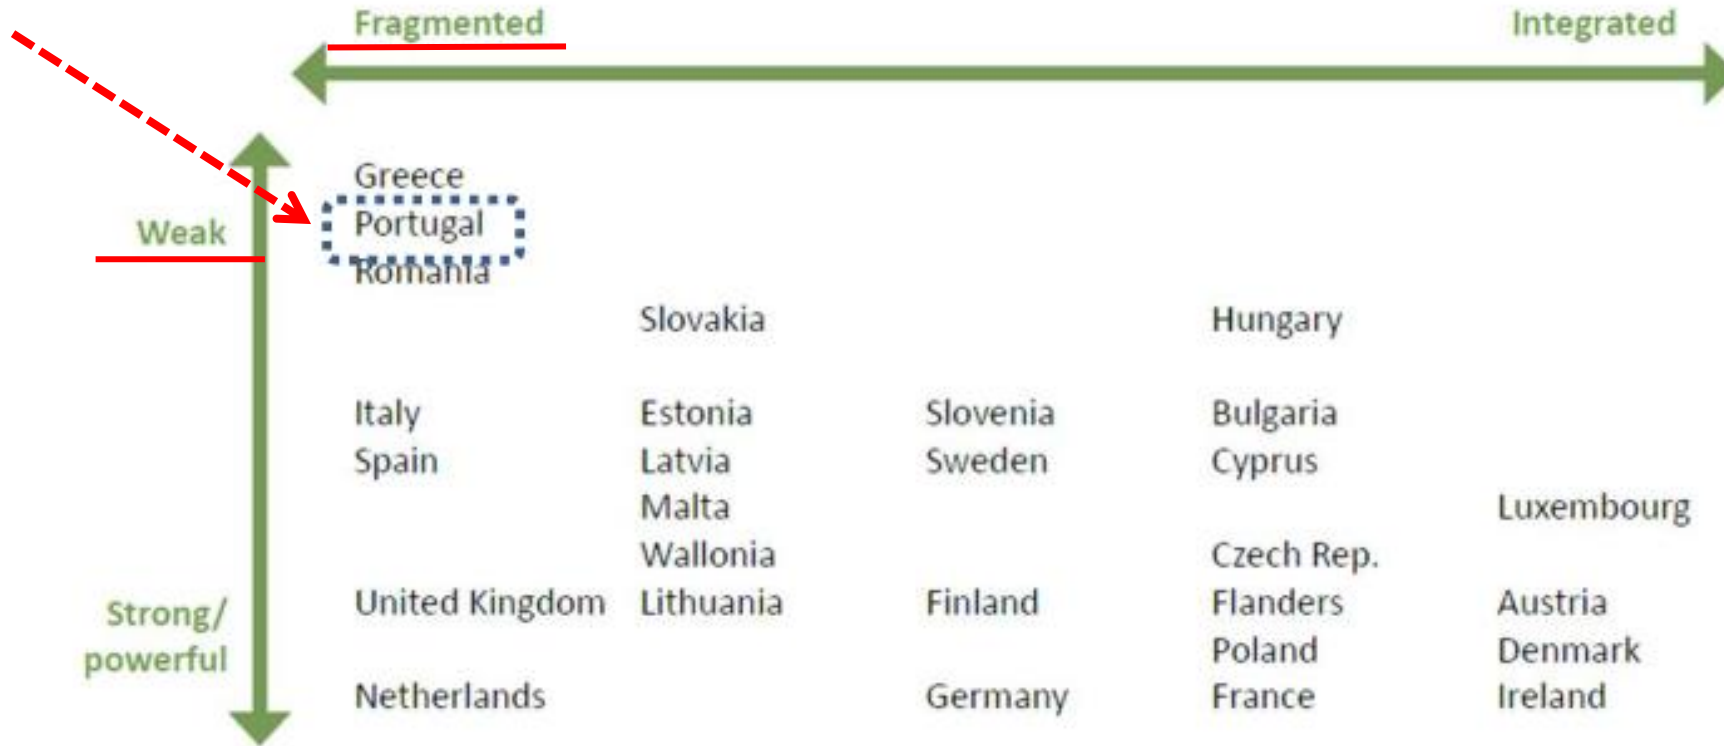 Fragmented Integrated
Greece
Weak Portugal
Romania
Slovakia Hungary
Italy Estonia Slovenia Bulgaria
Spain Latvia Sweden Cyprus
Malta Luxembourg
Wallonia Czech Rep.
Strong/ United Kingdom Lithuania Finland Flanders Austria
powerful Poland Denmark
Netherlands Germany France Ireland